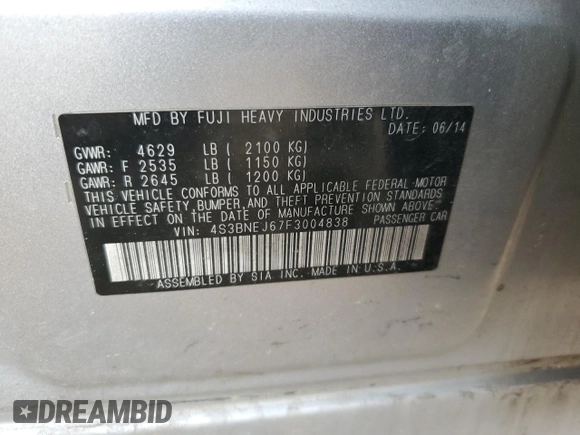 MFD BY FUJI HEAVY INDUSTRIES LTD.
DATE: 06/14
GVWR: 4629 LB ( 2100 KG)
GAWR: F 2535 LB ( 1150 KG)
GAWR: R 2645 LB ( 1200 KG)
THIS VEHICLE CONFORMS TO ALL APPLICABLE FEDERAL MOTOR
VEHICLE SAFETY, BUMPER, AND THEFT PREVENTION STANDARDS
IN EFFECT ON THE DATE OF MANUFACTURE SHOWN ABOVE.
PASSENGER CAR
VIN: 4S3BNEJ67F3004838
ASSEMBLED BY SIA INC. MADE IN U.S.A.
DREAMBID